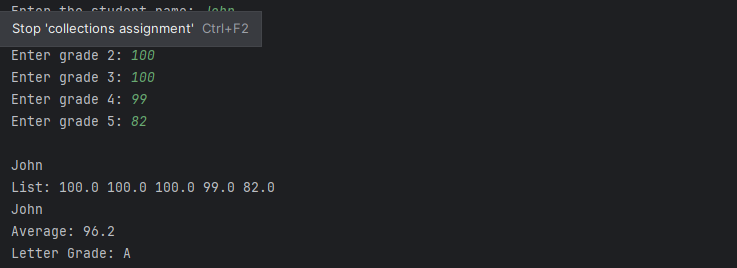 Enter the student name: John
Stop 'collections assignment' Ctrl+F2
Enter grade 2: 100
Enter grade 3: 100
Enter grade 4: 99
Enter grade 5: 82
John
List: 100.0 100.0 100.0 99.0 82.0
John
Average: 96.2
Letter Grade: A